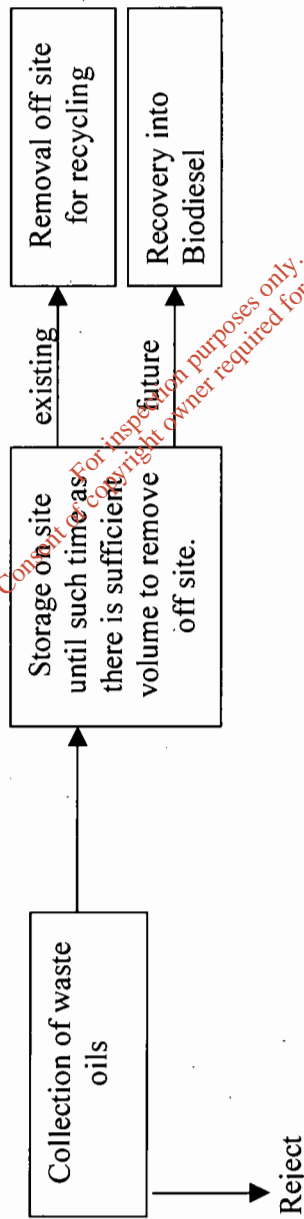 Collection of waste
oils
Reject
Storage on site
until such time as
there is sufficient
volume to remove
off site.
existing
future
Removal off site
for recycling
Recovery into
Biodiesel
For inspection purposes only.
Consent of copyright owner required for